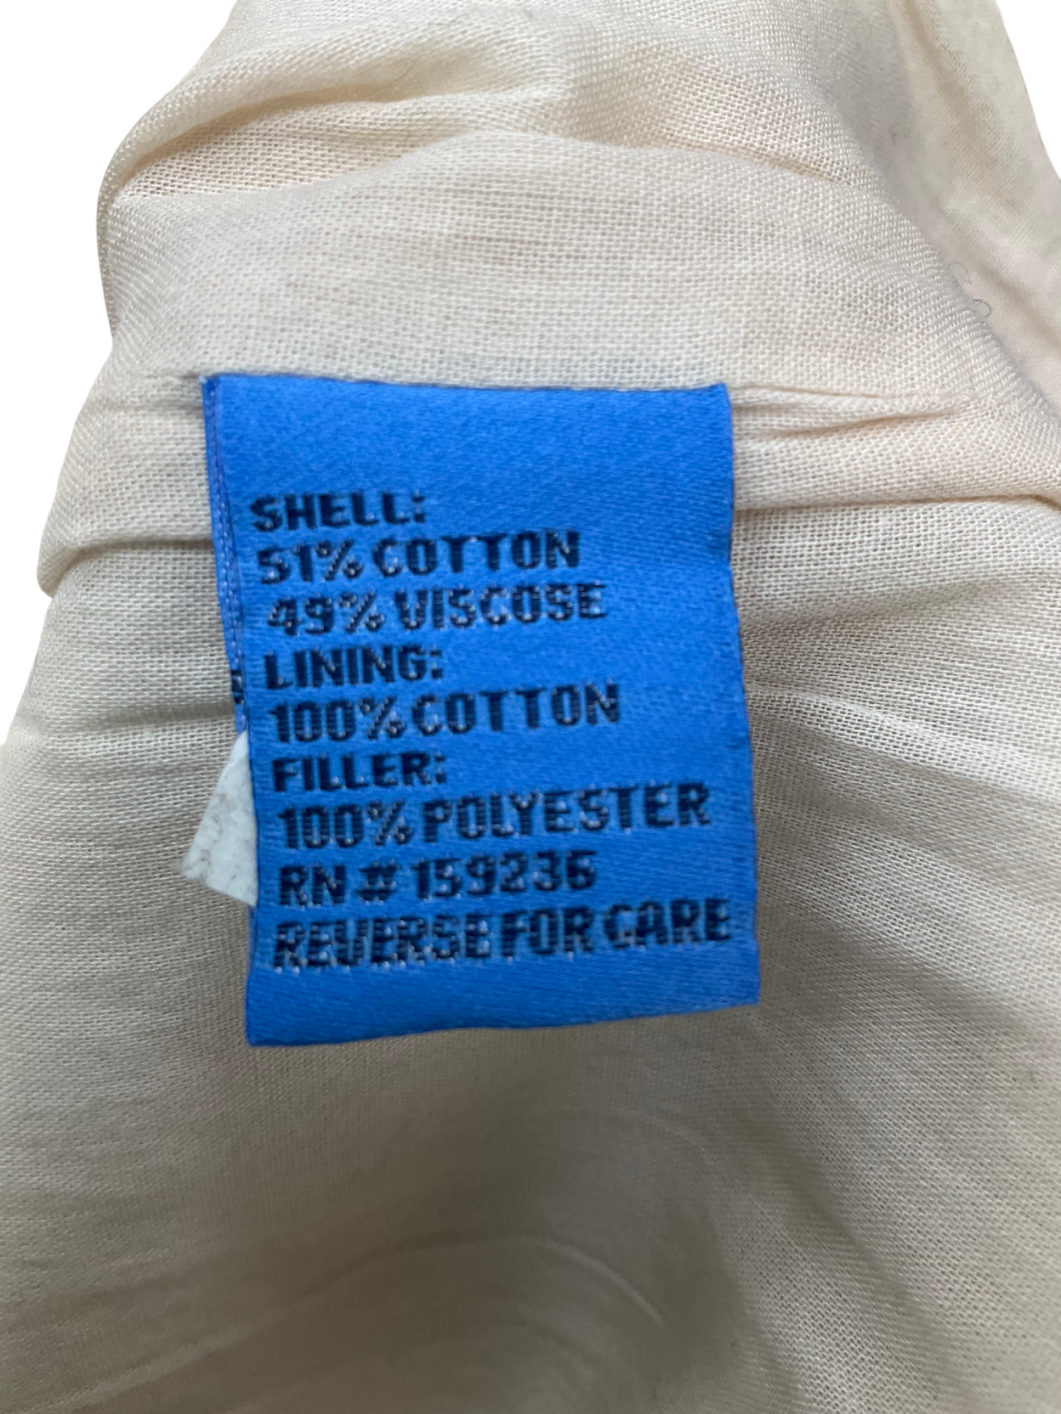 SHELL:
51% COTTON
49% VISCOSE
LINING:
100% COTTON
FILLER:
100% POLYESTER
RN # 159236
REVERSE FOR CARE